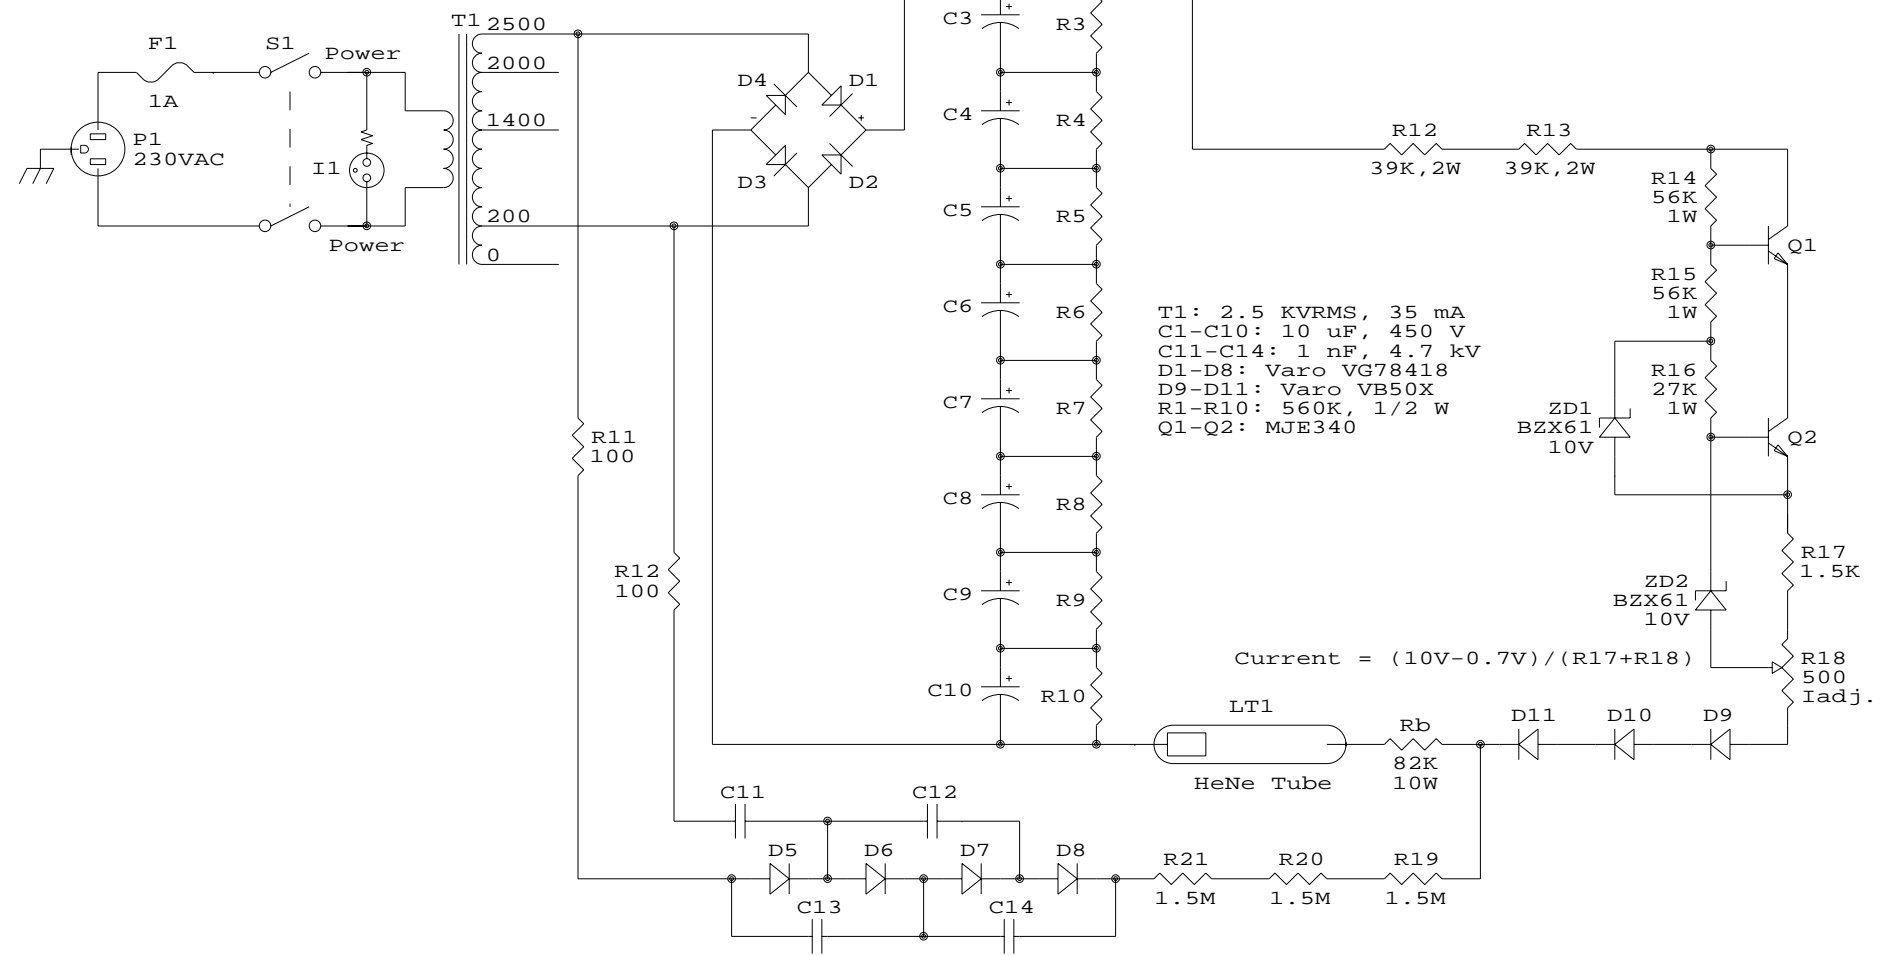 T1
2500
C3
+
R3
F1
S1
Power
2000
D4
D1
1A
C4
+
R4
1400
-
+
P1
230VAC
R12
39K,2W
R13
39K,2W
I1
D3
D2
R14
56K
1W
C5
+
R5
200
Power
0
Q1
R15
56K
1W
C6
+
R6
T1: 2.5 KVRMS, 35 mA
C1-C10: 10 uF, 450 V
C11-C14: 1 nF, 4.7 kV
D1-D8: Varo VG78418
D9-D11: Varo VB50X
R1-R10: 560K, 1/2 W
Q1-Q2: MJE340
R16
27K
1W
C7
+
R7
ZD1
BZX61
10V
Q2
R11
100
C8
+
R8
R12
100
C9
+
R9
ZD2
BZX61
10V
R17
1.5K
Current = (10V-0.7V)/(R17+R18)
R18
500
Iadj.
C10
+
R10
LT1
HeNe Tube
Rb
82K
10W
D11
D10
D9
C11
C12
D5
D6
D7
D8
R21
1.5M
R20
1.5M
R19
1.5M
C13
C14